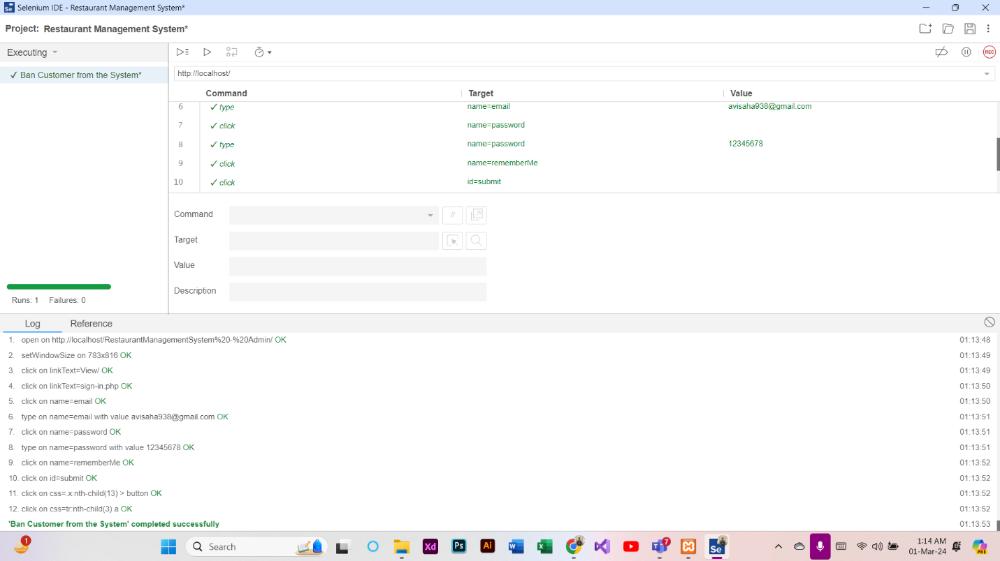 Se Selenium IDE - Restaurant Management System*
Project: Restaurant Management System*
Executing
REC
✓ Ban Customer from the System*
http://localhost/
Command Target Value
6 ✓ type name=email avisaha938@gmail.com
7 ✓ click name=password
8 ✓ type name=password 12345678
9 ✓ click name=rememberMe
10 ✓ click id=submit
Command //
Target
Value
Description
Runs: 1 Failures: 0
Log Reference
1. open on http://localhost/RestaurantManagementSystem%20-%20Admin/ OK 01:13:48
2. setWindowSize on 783x816 OK 01:13:49
3. click on linkText=View/ OK 01:13:49
4. click on linkText=sign-in.php OK 01:13:50
5. click on name=email OK 01:13:50
6. type on name=email with value avisaha938@gmail.com OK 01:13:51
7. click on name=password OK 01:13:51
8. type on name=password with value 12345678 OK 01:13:51
9. click on name=rememberMe OK 01:13:52
10. click on id=submit OK 01:13:52
11. click on css=.x:nth-child(13) > button OK 01:13:52
12. click on css=tr:nth-child(3) a OK 01:13:52
'Ban Customer from the System' completed successfully 01:13:53
1 Search Xd Ps Ai W X 7 Se 1:14 AM PRE
01-Mar-24